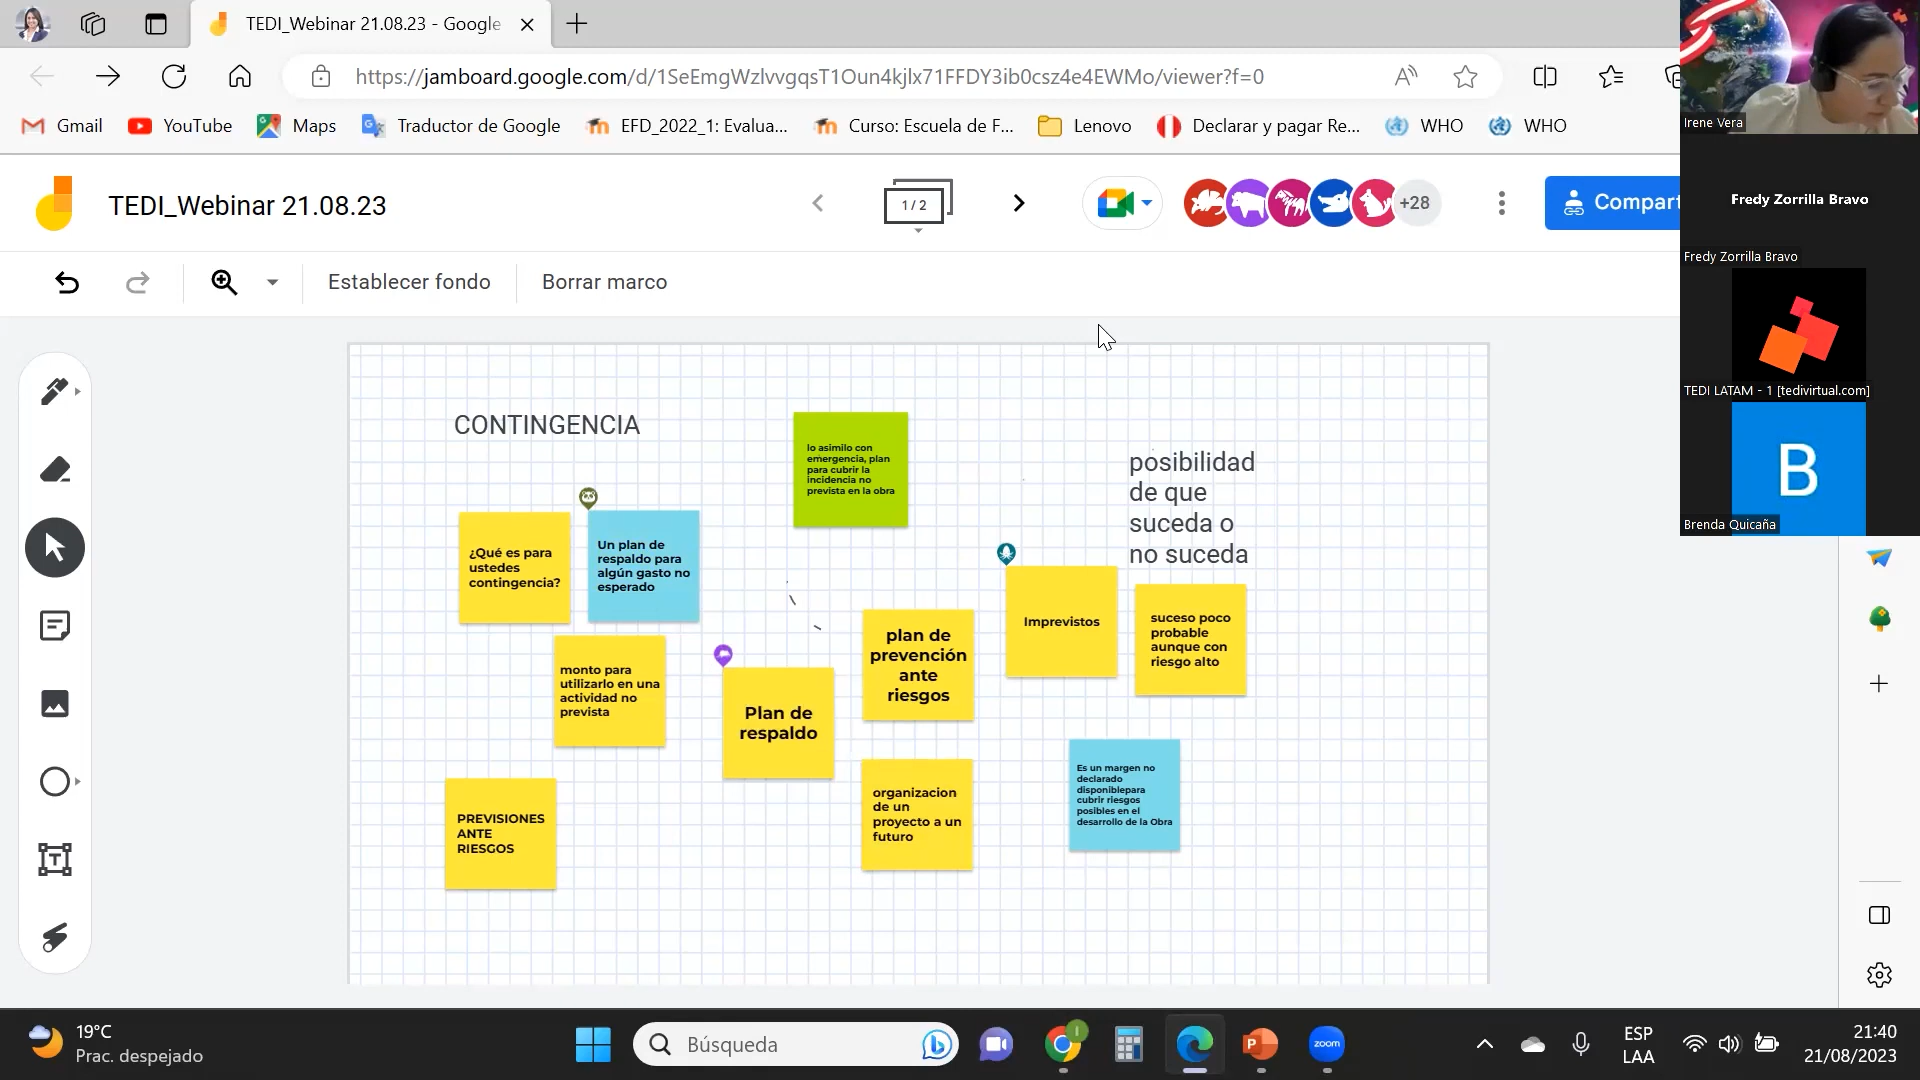 TEDI_Webinar 21.08.23 - Google
https://jamboard.google.com/d/1SeEmgWzlvvgqsT1Oun4kjlx71FFDY3ib0csz4e4EWMo/viewer?f=0
Gmail
YouTube
Maps
Traductor de Google
EFD_2022_1: Evalua...
Curso: Escuela de F...
Lenovo
Declarar y pagar Re...
WHO
WHO
TEDI_Webinar 21.08.23
1 / 2
+28
Compart
Establecer fondo
Borrar marco
CONTINGENCIA
lo asimilo con
emergencia, plan
para cubrir la
incidencia no
prevista en la obra
posibilidad
de que
suceda o
no suceda
¿Qué es para
ustedes
contingencia?
Un plan de
respaldo para
algún gasto no
esperado
Imprevistos
suceso poco
probable
aunque con
riesgo alto
plan de
prevención
ante
riesgos
monto para
utilizarlo en una
actividad no
prevista
Plan de
respaldo
Es un margen no
declarado
disponiblepara
cubrir riesgos
posibles en el
desarrollo de la Obra
organizacion
de un
proyecto a un
futuro
PREVISIONES
ANTE
RIESGOS
Irene Vera
Fredy Zorrilla Bravo
Fredy Zorrilla Bravo
TEDI LATAM - 1 [tedivirtual.com]
B
Brenda Quicaña
19°C
Prac. despejado
Búsqueda
zoom
ESP
LAA
21:40
21/08/2023